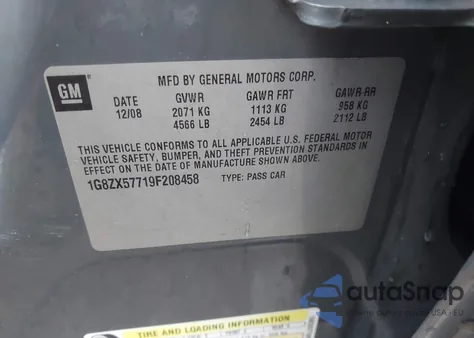 GM
MFD BY GENERAL MOTORS CORP.
DATE GVWR GAWR FRT GAWR RR
12/08 2071 KG 1113 KG 958 KG
4566 LB 2454 LB 2112 LB
THIS VEHICLE CONFORMS TO ALL APPLICABLE U.S. FEDERAL MOTOR
VEHICLE SAFETY, BUMPER, AND THEFT PREVENTION STANDARDS IN
EFFECT ON THE DATE OF MANUFACTURE SHOWN ABOVE.
1G8ZX57719F208458 TYPE: PASS CAR
autoSnap
USA - EU
TIRE AND LOADING INFORMATION